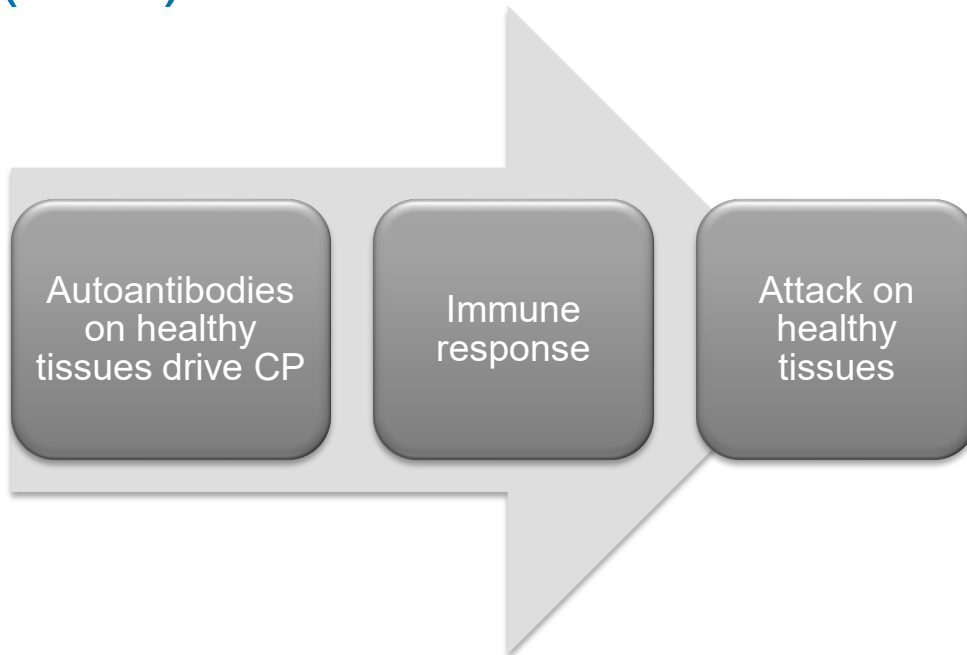 Autoantibodies
on healthy
tissues drive CP
Immune
response
Attack on
healthy
tissues